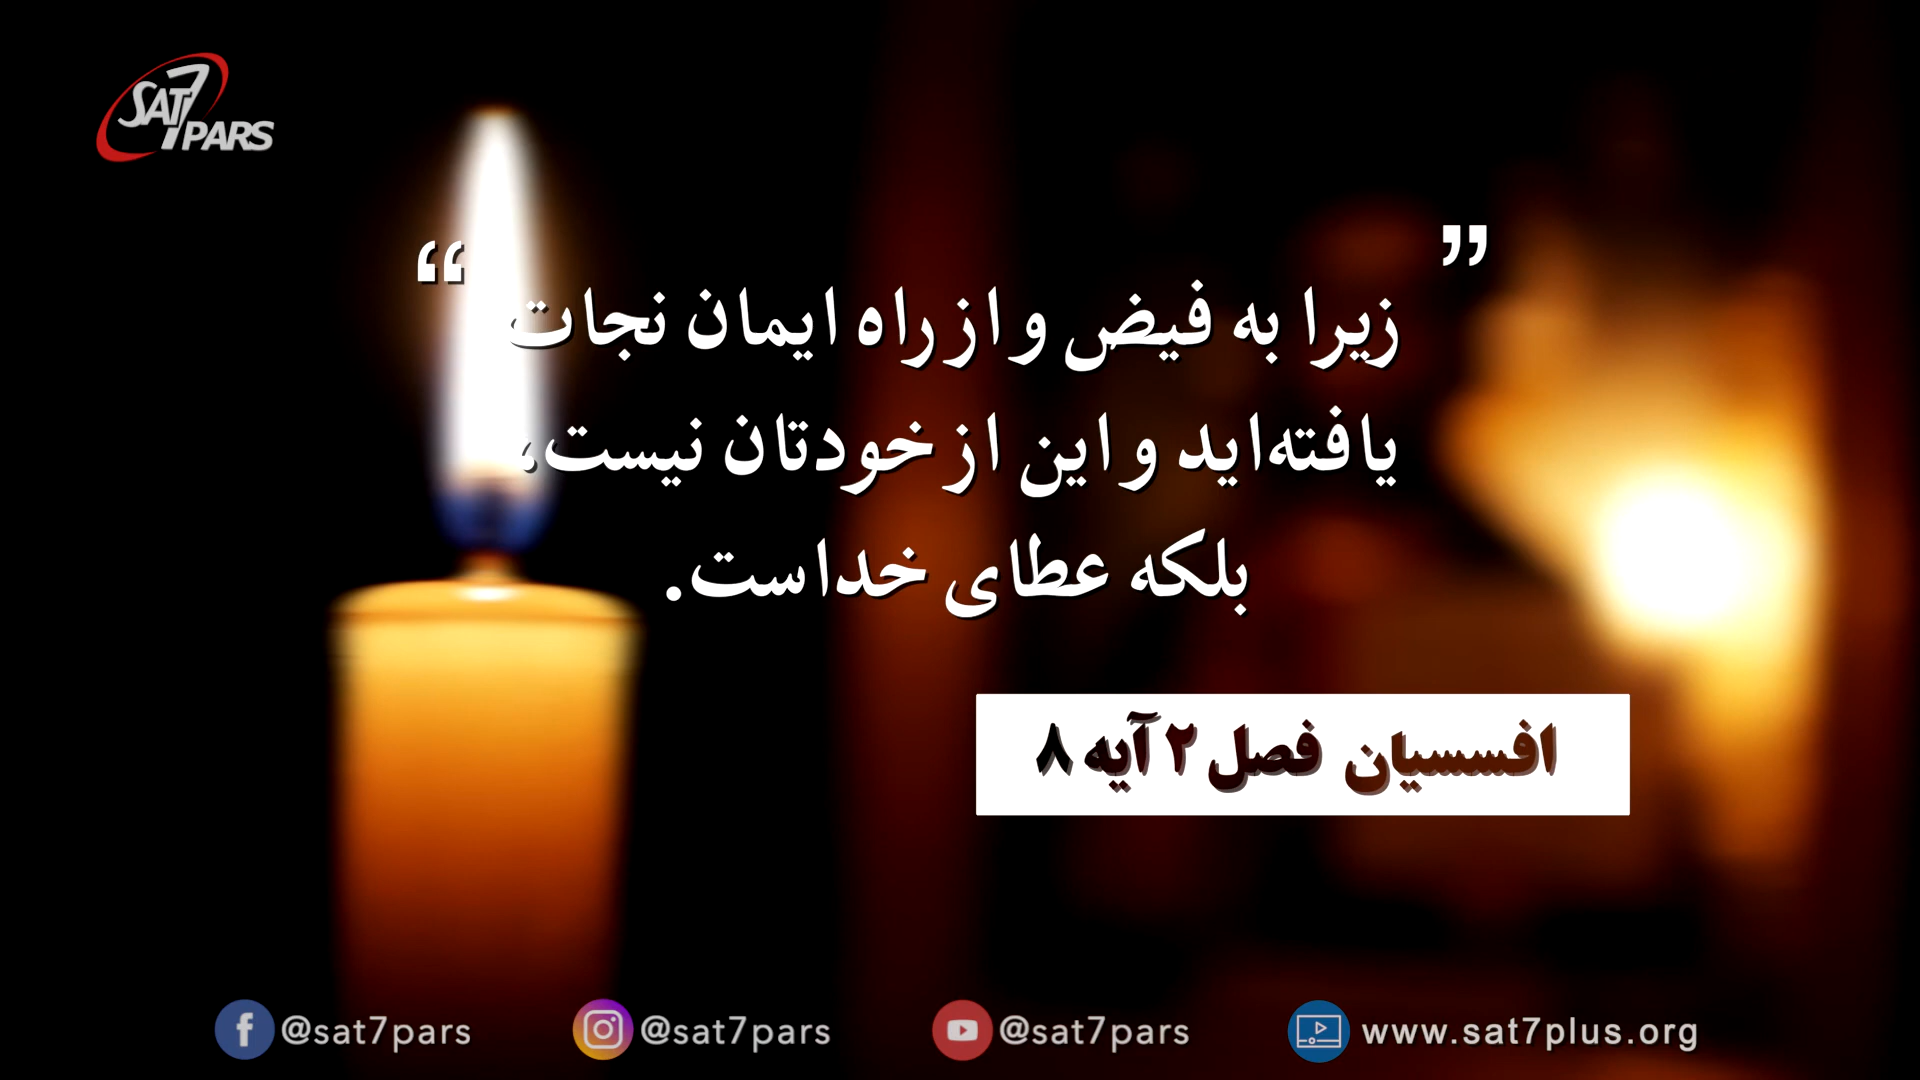 SAT7 PARS
” زیرا به فیض و از راه ایمان نجات “
یافته‌اید و این از خودتان نیست،
بلکه عطای خداست.
افسسیان فصل ۲ آیه ۸
@sat7pars @sat7pars @sat7pars www.sat7plus.org